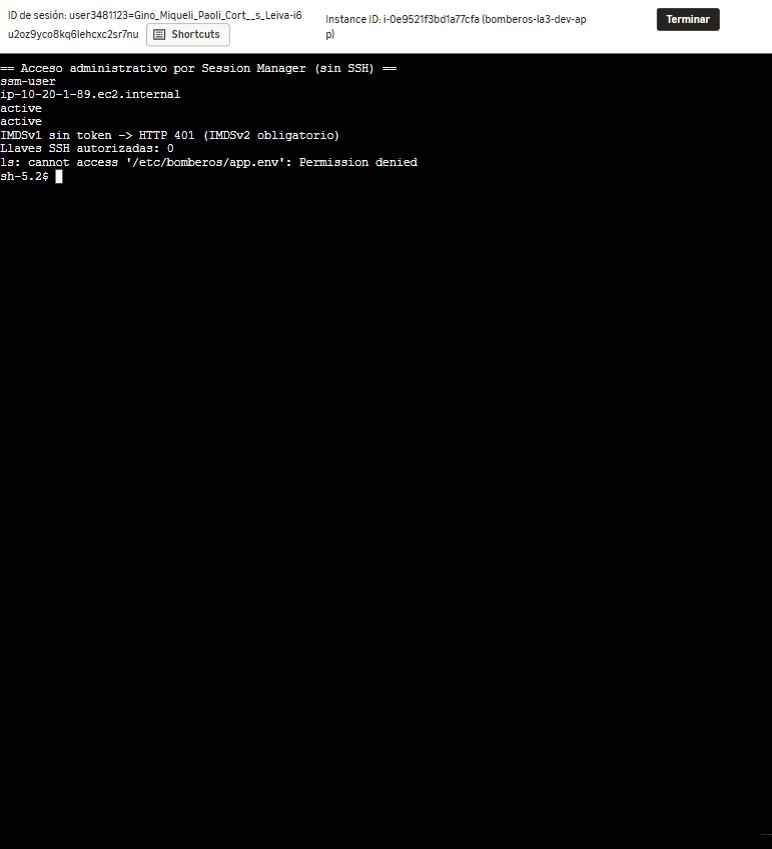 ID de sesión: user3481123=Gino_Miqueli_Paoli_Cort__s_Leiva-i6
u2oz9yco8kq6lehcxc2sr7nu
Shortcuts
Instance ID: i-0e9521f3bd1a77cfa (bomberos-la3-dev-ap
p)
Terminar
== Acceso administrativo por Session Manager (sin SSH) ==
ssm-user
ip-10-20-1-89.ec2.internal
active
active
IMDSv1 sin token -> HTTP 401 (IMDSv2 obligatorio)
Llaves SSH autorizadas: 0
ls: cannot access '/etc/bomberos/app.env': Permission denied
sh-5.2$